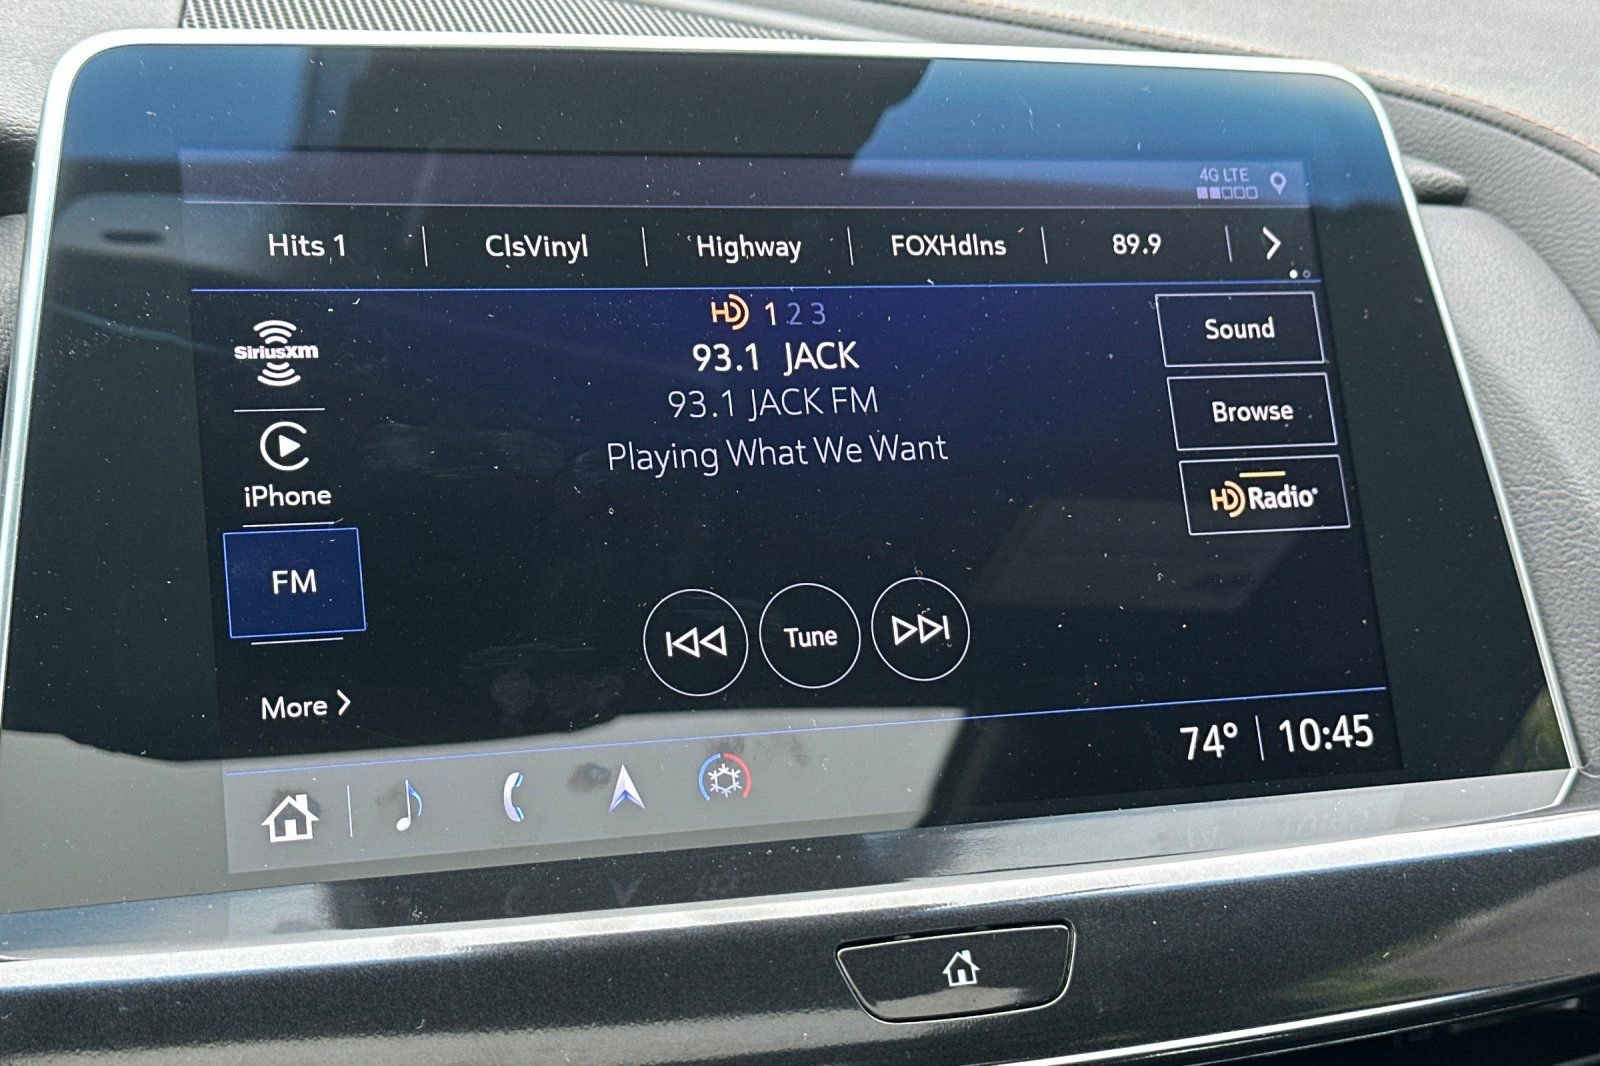 4G LTE
Hits 1 ClsVinyl Highway FOXHdlns 89.9
HD 1 2 3
93.1 JACK
93.1 JACK FM
Playing What We Want
SiriusXM
iPhone
FM
More
Sound
Browse
HD Radio®
Tune
74° 10:45